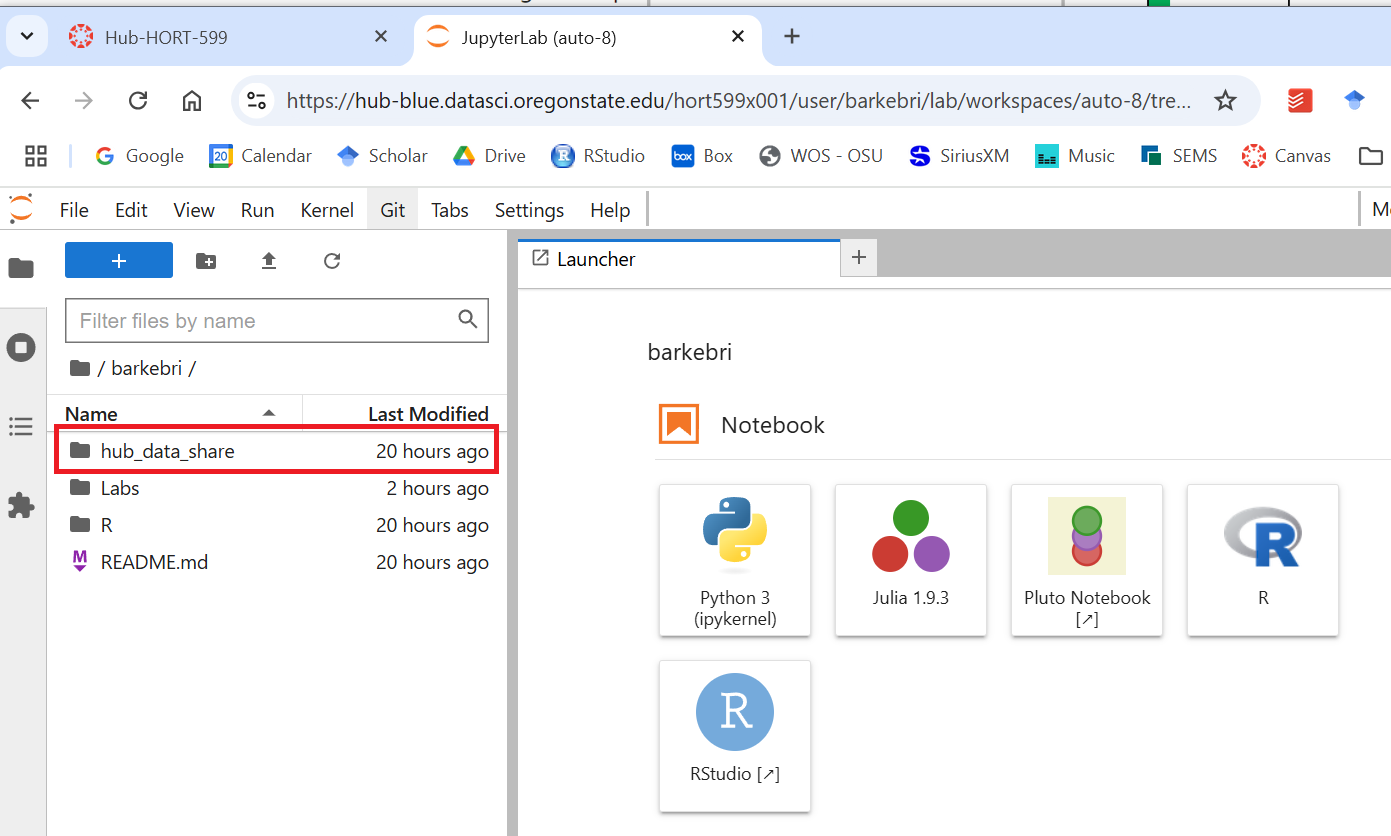 Hub-HORT-599
JupyterLab (auto-8)
https://hub-blue.datasci.oregonstate.edu/hort599x001/user/barkebri/lab/workspaces/auto-8/tre...
Google 20 Calendar Scholar Drive R RStudio box Box WOS - OSU SiriusXM Music SEMS Canvas
File Edit View Run Kernel Git Tabs Settings Help
Launcher
Filter files by name
/ barkebri /
Name Last Modified
hub_data_share 20 hours ago
Labs 2 hours ago
R 20 hours ago
M README.md 20 hours ago
barkebri
Notebook
Python 3
(ipykernel)
Julia 1.9.3
Pluto Notebook
[↗]
R
R
R
RStudio [↗]